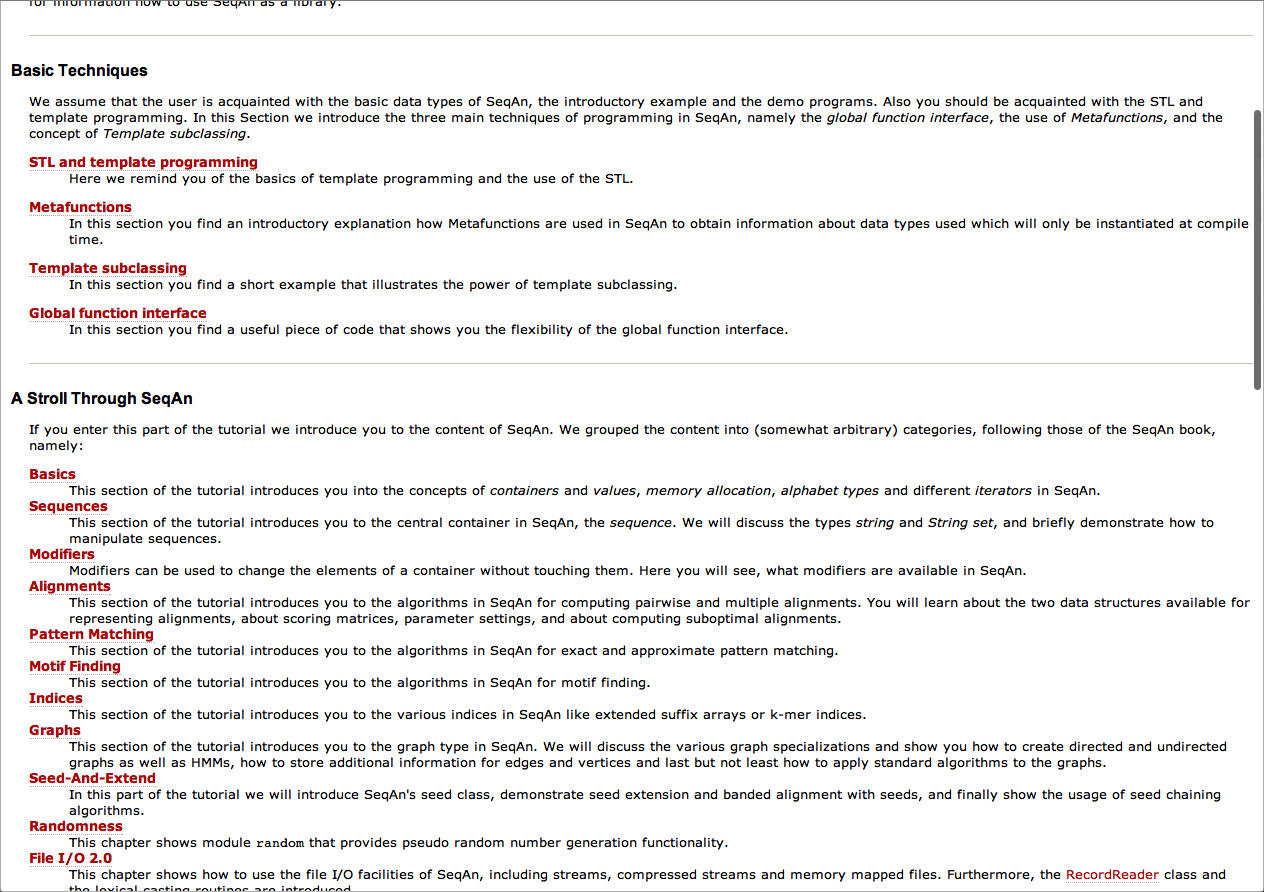 for information how to use SeqAn as a library.
Basic Techniques
We assume that the user is acquainted with the basic data types of SeqAn, the introductory example and the demo programs. Also you should be acquainted with the STL and
template programming. In this Section we introduce the three main techniques of programming in SeqAn, namely the global function interface, the use of Metafunctions, and the
concept of Template subclassing.
STL and template programming
Here we remind you of the basics of template programming and the use of the STL.
Metafunctions
In this section you find an introductory explanation how Metafunctions are used in SeqAn to obtain information about data types used which will only be instantiated at compile
time.
Template subclassing
In this section you find a short example that illustrates the power of template subclassing.
Global function interface
In this section you find a useful piece of code that shows you the flexibility of the global function interface.
A Stroll Through SeqAn
If you enter this part of the tutorial we introduce you to the content of SeqAn. We grouped the content into (somewhat arbitrary) categories, following those of the SeqAn book,
namely:
Basics
This section of the tutorial introduces you into the concepts of containers and values, memory allocation, alphabet types and different iterators in SeqAn.
Sequences
This section of the tutorial introduces you to the central container in SeqAn, the sequence. We will discuss the types string and String set, and briefly demonstrate how to
manipulate sequences.
Modifiers
Modifiers can be used to change the elements of a container without touching them. Here you will see, what modifiers are available in SeqAn.
Alignments
This section of the tutorial introduces you to the algorithms in SeqAn for computing pairwise and multiple alignments. You will learn about the two data structures available for
representing alignments, about scoring matrices, parameter settings, and about computing suboptimal alignments.
Pattern Matching
This section of the tutorial introduces you to the algorithms in SeqAn for exact and approximate pattern matching.
Motif Finding
This section of the tutorial introduces you to the algorithms in SeqAn for motif finding.
Indices
This section of the tutorial introduces you to the various indices in SeqAn like extended suffix arrays or k-mer indices.
Graphs
This section of the tutorial introduces you to the graph type in SeqAn. We will discuss the various graph specializations and show you how to create directed and undirected
graphs as well as HMMs, how to store additional information for edges and vertices and last but not least how to apply standard algorithms to the graphs.
Seed-And-Extend
In this part of the tutorial we will introduce SeqAn's seed class, demonstrate seed extension and banded alignment with seeds, and finally show the usage of seed chaining
algorithms.
Randomness
This chapter shows module random that provides pseudo random number generation functionality.
File I/O 2.0
This chapter shows how to use the file I/O facilities of SeqAn, including streams, compressed streams and memory mapped files. Furthermore, the RecordReader class and
the lexical casting routines are introduced.